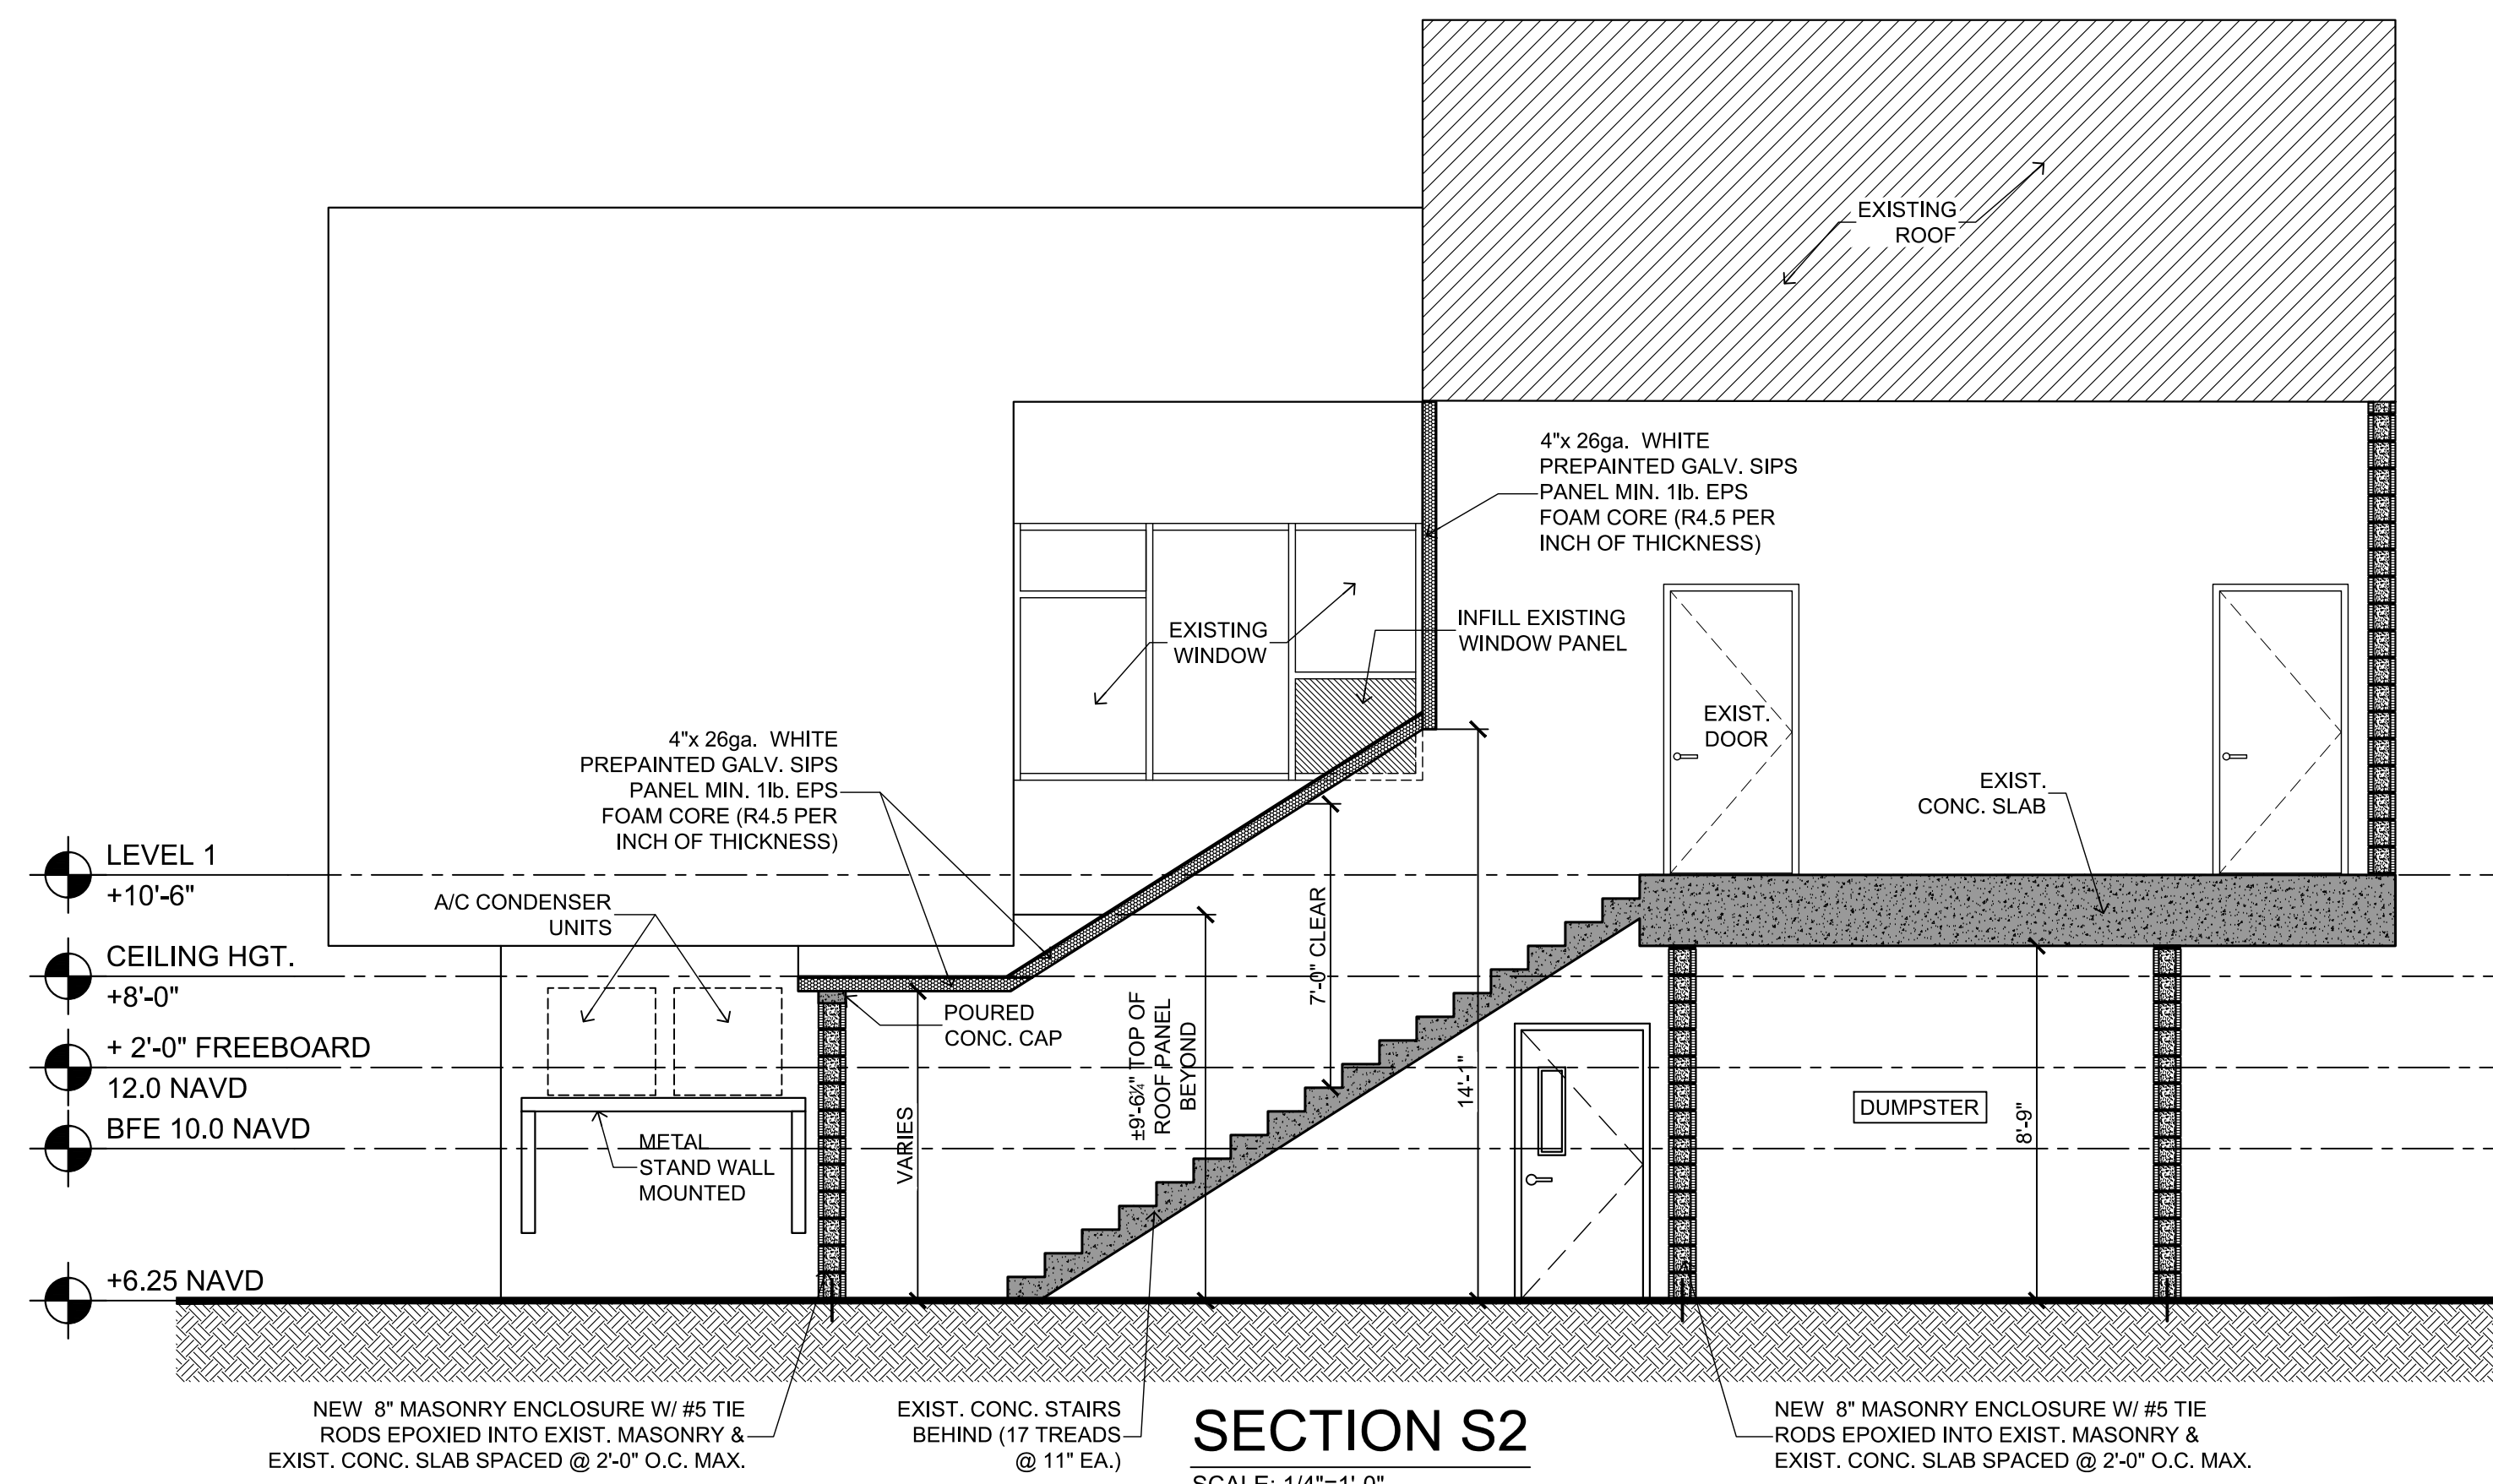 EXISTING
ROOF
4"x 26ga. WHITE
PREPAINTED GALV. SIPS
PANEL MIN. 1lb. EPS
FOAM CORE (R4.5 PER
INCH OF THICKNESS)
EXISTING
WINDOW
INFILL EXISTING
WINDOW PANEL
4"x 26ga. WHITE
PREPAINTED GALV. SIPS
PANEL MIN. 1lb. EPS
FOAM CORE (R4.5 PER
INCH OF THICKNESS)
EXIST.
DOOR
EXIST.
CONC. SLAB
LEVEL 1
+10'-6"
A/C CONDENSER
UNITS
CEILING HGT.
+8'-0"
POURED
CONC. CAP
7'-0" CLEAR
+ 2'-0" FREEBOARD
12.0 NAVD
BFE 10.0 NAVD
METAL
STAND WALL
MOUNTED
VARIES
±9'-6¼" TOP OF
ROOF PANEL
BEYOND
14'-1"
DUMPSTER
8'-9"
+6.25 NAVD
NEW 8" MASONRY ENCLOSURE W/ #5 TIE
RODS EPOXIED INTO EXIST. MASONRY &
EXIST. CONC. SLAB SPACED @ 2'-0" O.C. MAX.
EXIST. CONC. STAIRS
BEHIND (17 TREADS
@ 11" EA.)
SECTION S2
SCALE: 1/4"=1'-0"
NEW 8" MASONRY ENCLOSURE W/ #5 TIE
RODS EPOXIED INTO EXIST. MASONRY &
EXIST. CONC. SLAB SPACED @ 2'-0" O.C. MAX.